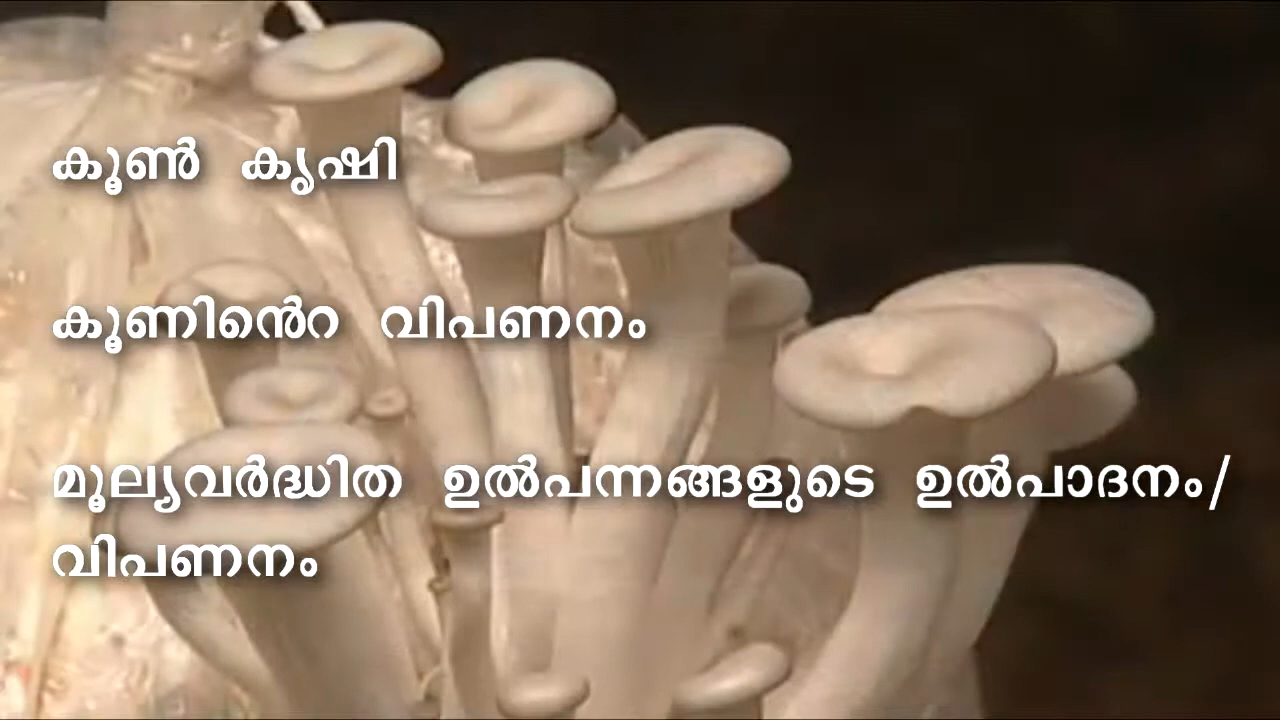 കൂൺ കൃഷി
കൂണിൻെറ വിപണനം
മൂല്യവർദ്ധിത ഉൽപന്നങ്ങളുടെ ഉൽപാദനം/
വിപണനം